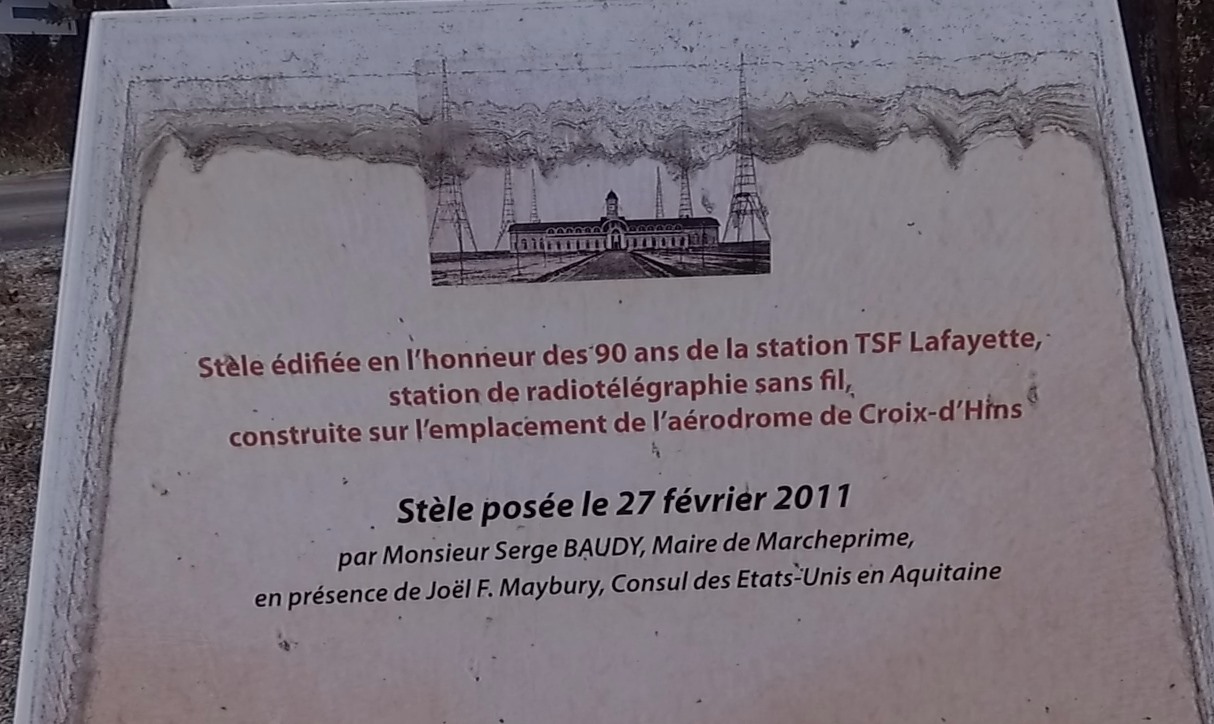 Stèle édifiée en l'honneur des 90 ans de la station TSF Lafayette,
station de radiotélégraphie sans fil,
construite sur l'emplacement de l'aérodrome de Croix-d'Hins
Stèle posée le 27 février 2011
par Monsieur Serge BAUDY, Maire de Marcheprime,
en présence de Joël F. Maybury, Consul des Etats-Unis en Aquitaine